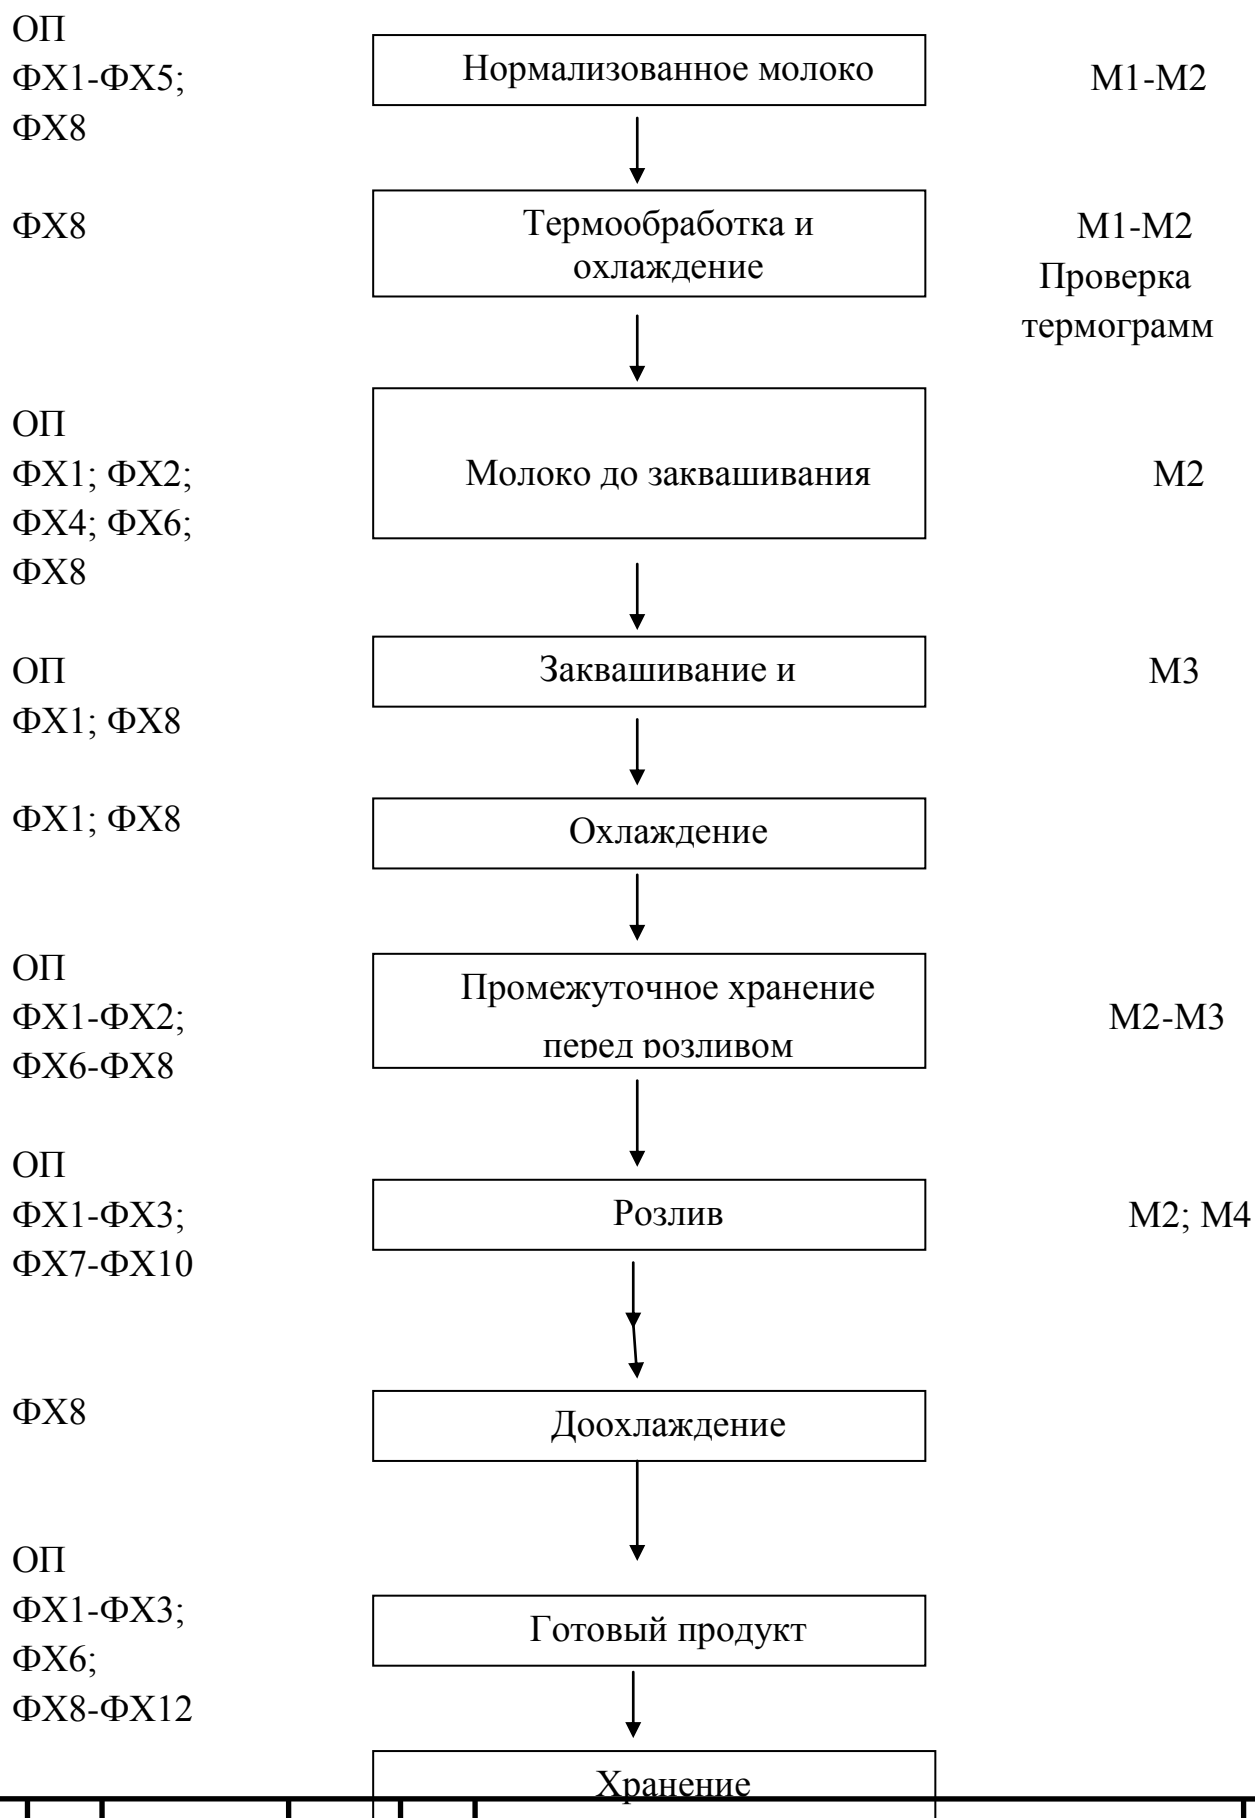 ОП
ФХ1-ФХ5;
ФХ8
Нормализованное молоко
М1-М2
ФХ8
Термообработка и
охлаждение
М1-М2
Проверка
термограмм
ОП
ФХ1; ФХ2;
ФХ4; ФХ6;
ФХ8
Молоко до заквашивания
М2
ОП
ФХ1; ФХ8
Заквашивание и
М3
ФХ1; ФХ8
Охлаждение
ОП
ФХ1-ФХ2;
ФХ6-ФХ8
Промежуточное хранение
перед розливом
М2-М3
ОП
ФХ1-ФХ3;
ФХ7-ФХ10
Розлив
М2; М4
ФХ8
Доохлаждение
ОП
ФХ1-ФХ3;
ФХ6;
ФХ8-ФХ12
Готовый продукт
Хранение